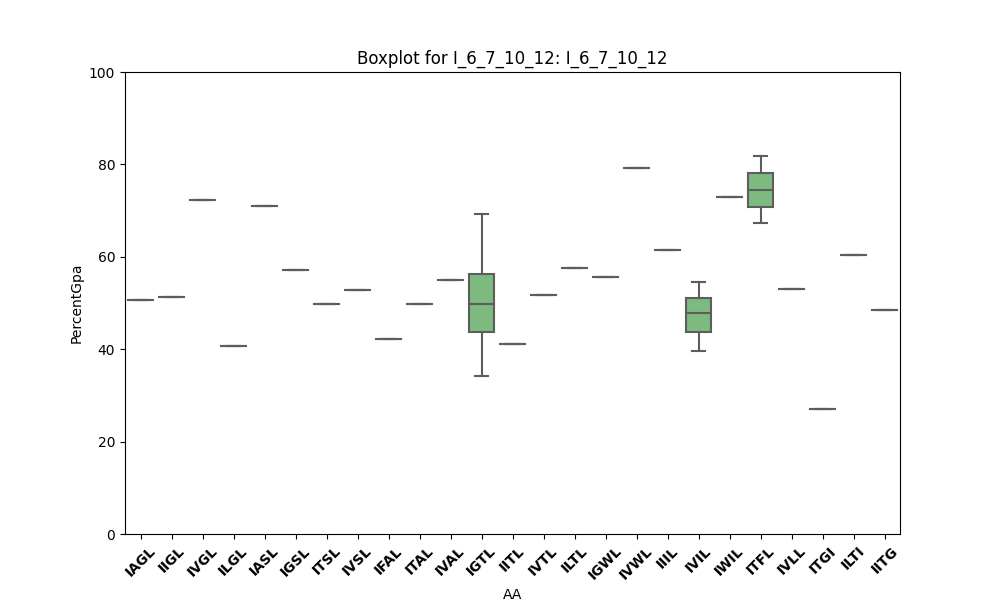 Boxplot for I_6_7_10_12: I_6_7_10_12
PercentGpa
100
80
60
40
20
0
IAGL IIGL IVGL ILGL IASL IGSL ITSL IVSL IFAL ITAL IVAL IGTL IITL IVTL ILTL IGWL IVWL IIIL IVIL IWIL ITFL IVLL ITGI ILTI IITG
AA